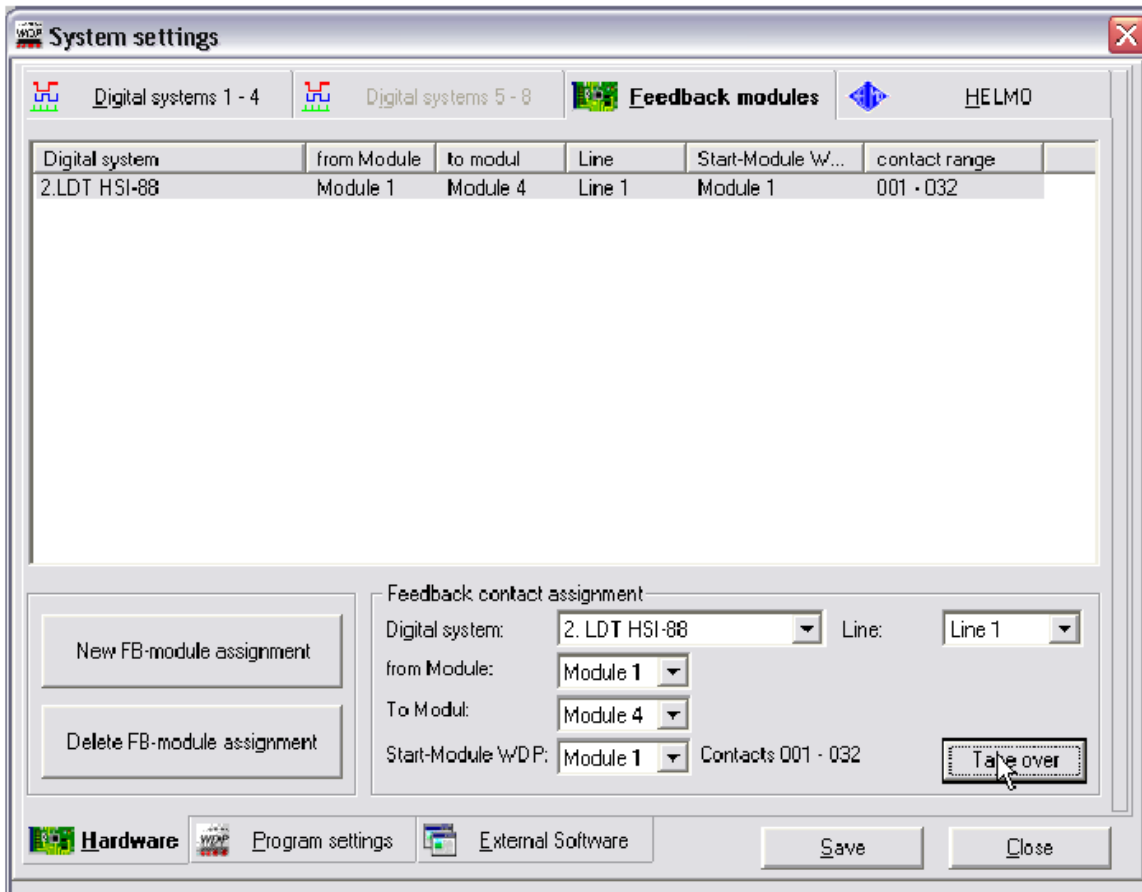 WDP System settings
Digital systems 1 - 4 Digital systems 5 - 8 Feedback modules HELMO
Digital system from Module to modul Line Start-Module W... contact range
2.LDT HSI-88 Module 1 Module 4 Line 1 Module 1 001 - 032
Feedback contact assignment
New FB-module assignment
Delete FB-module assignment
Digital system: 2. LDT HSI-88 Line: Line 1
from Module: Module 1
To Modul: Module 4
Start-Module WDP: Module 1 Contacts 001 - 032
Take over
Hardware WDP Program settings External Software
Save Close